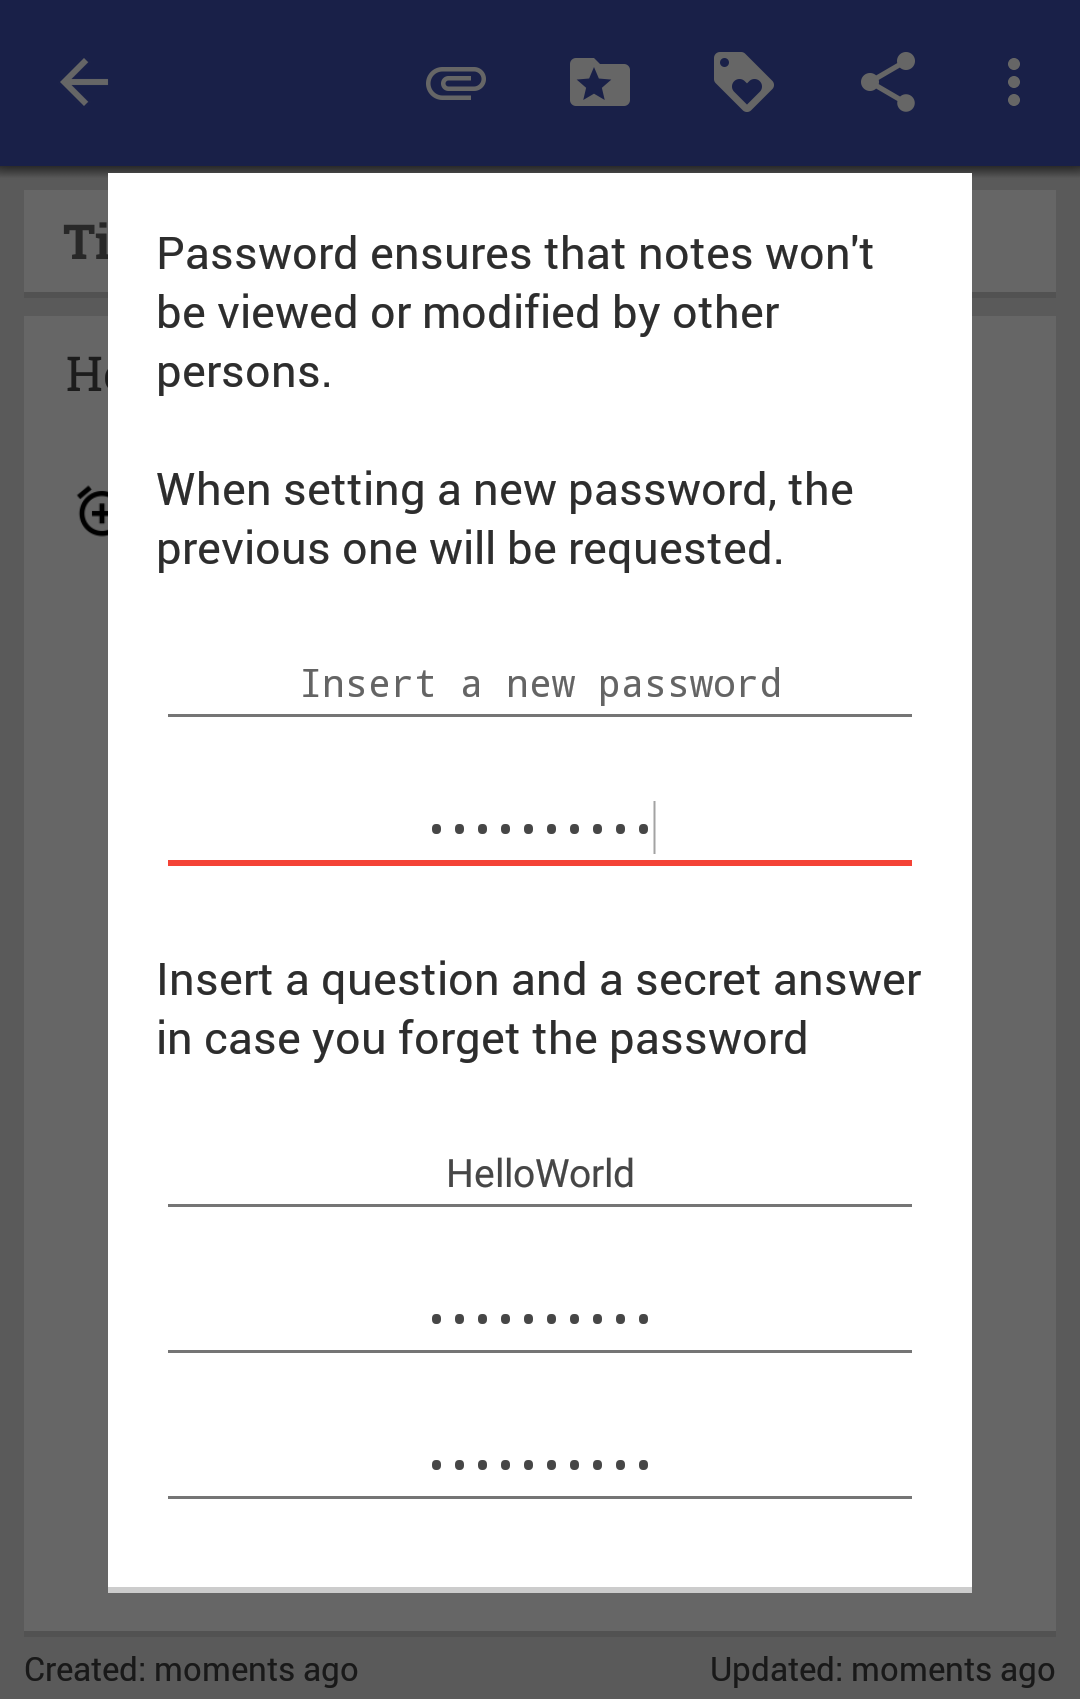 Ti
Password ensures that notes won't
be viewed or modified by other
persons.
He
When setting a new password, the
previous one will be requested.
Insert a new password
••••••••••
Insert a question and a secret answer
in case you forget the password
HelloWorld
••••••••••
••••••••••
Created: moments ago
Updated: moments ago